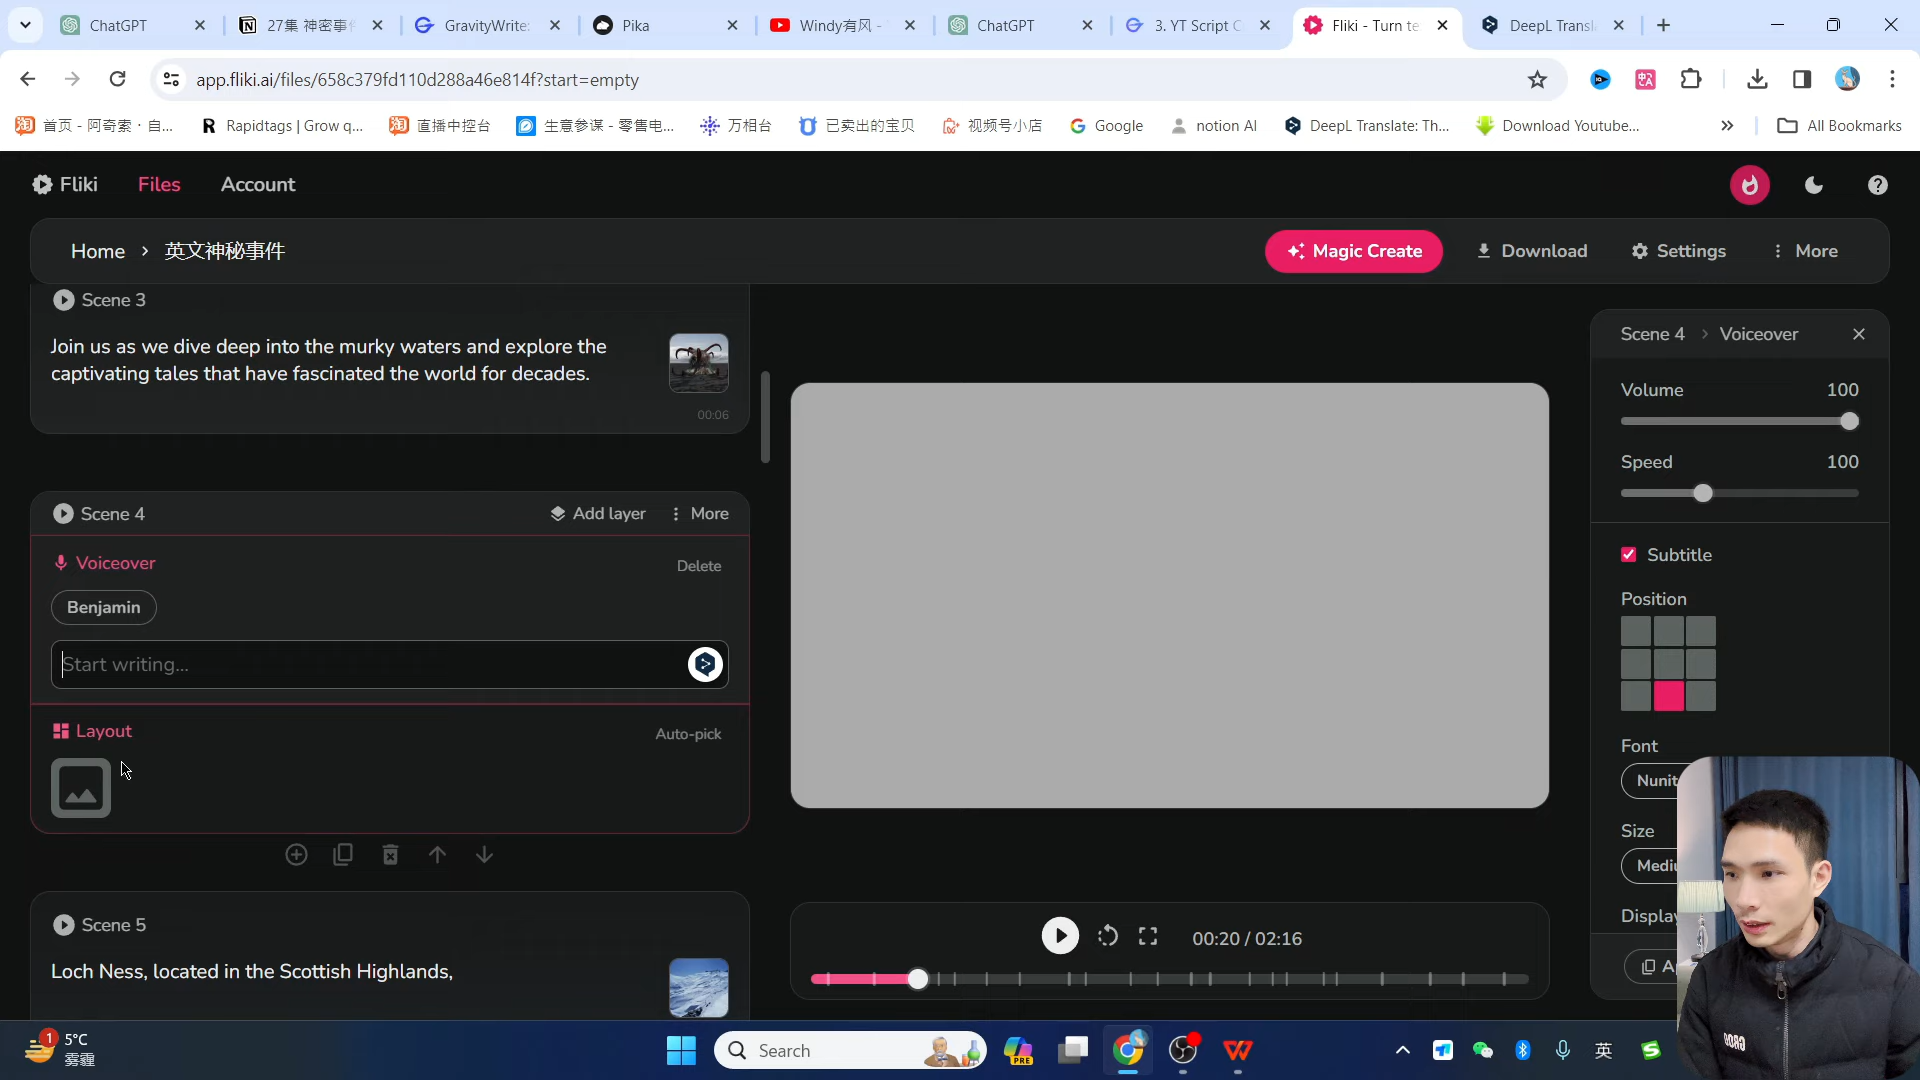 ChatGPT
27集 神密事
GravityWrite:
Pika
Windy有风 -
ChatGPT
3. YT Script C
Fliki - Turn te
DeepL Transl
app.fliki.ai/files/658c379fd110d288a46e814f?start=empty
首页 - 阿奇索 · 自...
Rapidtags | Grow q...
直播中控台
生意参谋 - 零售电...
万相台
已卖出的宝贝
视频号小店
Google
notion AI
DeepL Translate: Th...
Download Youtube...
All Bookmarks
Fliki
Files
Account
Home
英文神秘事件
Magic Create
Download
Settings
More
Scene 3
Join us as we dive deep into the murky waters and explore the
captivating tales that have fascinated the world for decades.
00:06
Scene 4
Add layer
More
Voiceover
Delete
Benjamin
Start writing...
Layout
Auto-pick
Scene 5
Loch Ness, located in the Scottish Highlands,
00:20 / 02:16
Scene 4
Voiceover
Volume
100
Speed
100
Subtitle
Position
Font
Nunit
Size
Mediu
Display
1
5°C
雾霾
Search
PRE
英